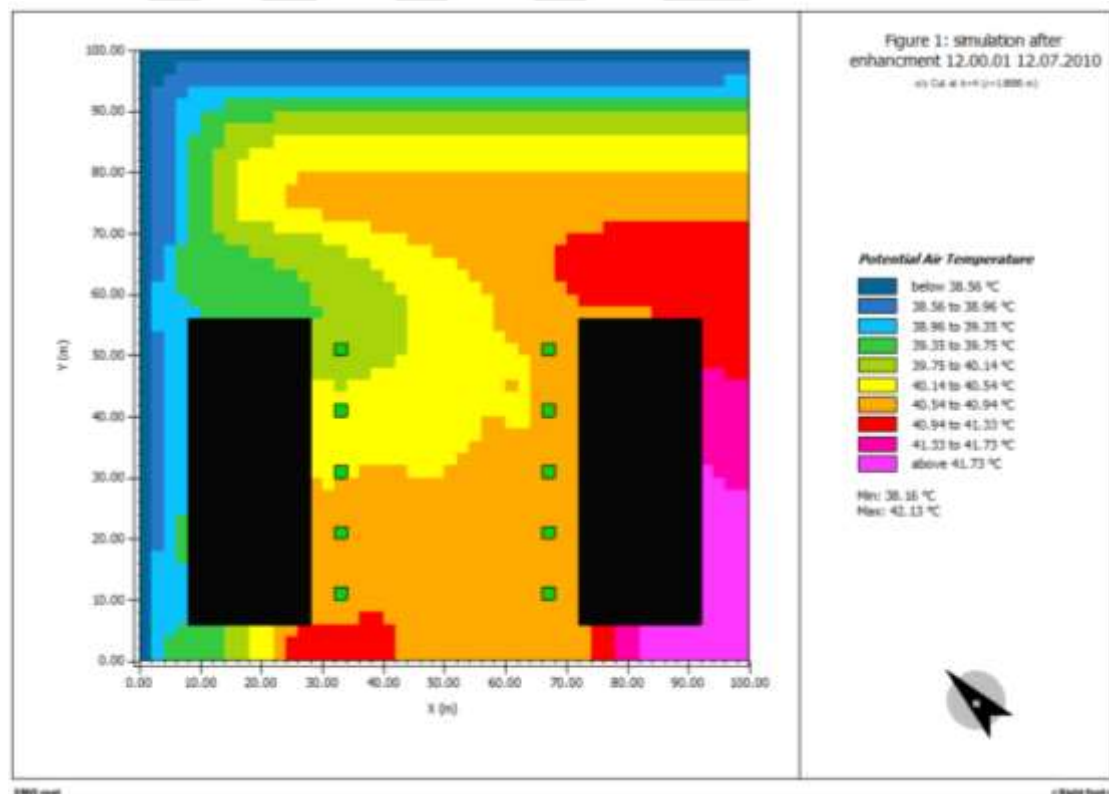 Figure 1: simulation after
enhancment 12.00.01 12.07.2010
100.00
90.00
80.00
70.00
60.00
50.00
40.00
30.00
20.00
10.00
0.00
Y (m)
0.00 10.00 20.00 30.00 40.00 50.00 60.00 70.00 80.00 90.00 100.00
X (m)
Potential Air Temperature
below 38.56 °C
38.56 to 38.96 °C
38.96 to 39.35 °C
39.35 to 39.75 °C
39.75 to 40.14 °C
40.14 to 40.54 °C
40.54 to 40.94 °C
40.94 to 41.33 °C
41.33 to 41.73 °C
above 41.73 °C
Min: 38.16 °C
Max: 42.13 °C